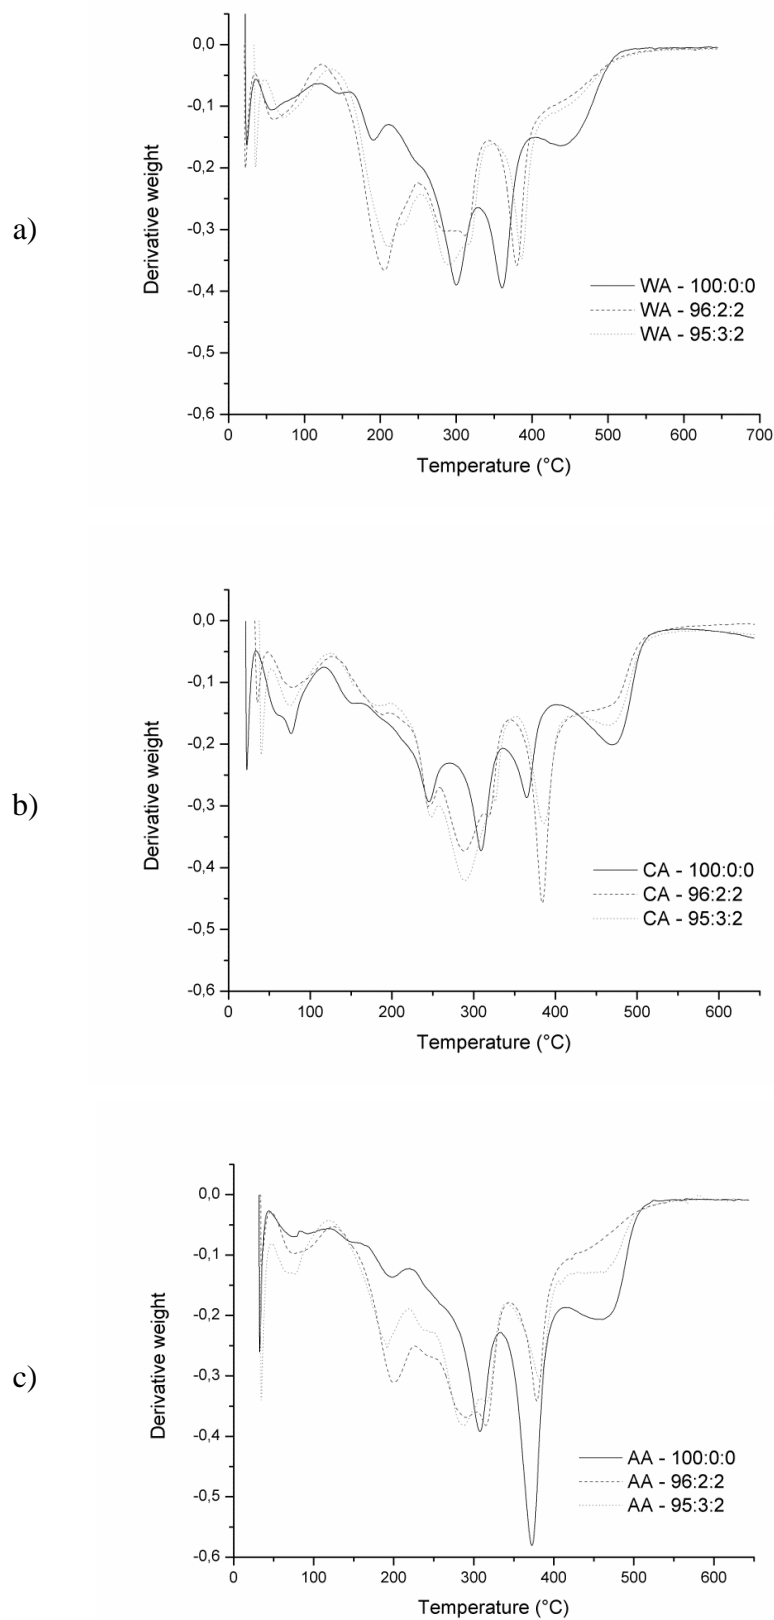 a)
Derivative weight
0,0
-0,1
-0,2
-0,3
-0,4
-0,5
-0,6
WA - 100:0:0
WA - 96:2:2
WA - 95:3:2
0 100 200 300 400 500 600 700
Temperature (°C)
b)
Derivative weight
0,0
-0,1
-0,2
-0,3
-0,4
-0,5
-0,6
CA - 100:0:0
CA - 96:2:2
CA - 95:3:2
0 100 200 300 400 500 600
Temperature (°C)
c)
Derivative weight
0,0
-0,1
-0,2
-0,3
-0,4
-0,5
-0,6
AA - 100:0:0
AA - 96:2:2
AA - 95:3:2
0 100 200 300 400 500 600
Temperature (°C)